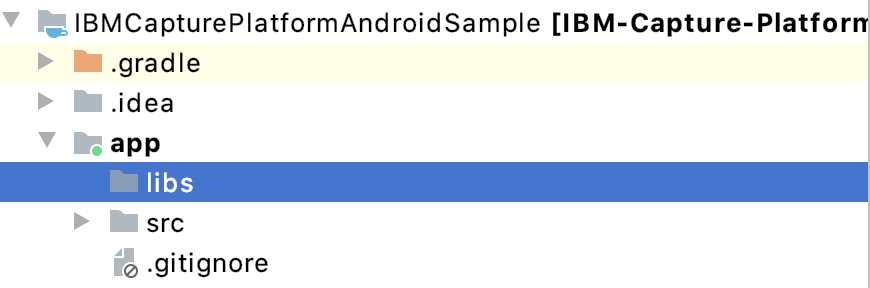 IBMCapturePlatformAndroidSample [IBM-Capture-Platform
.gradle
.idea
app
libs
src
.gitignore